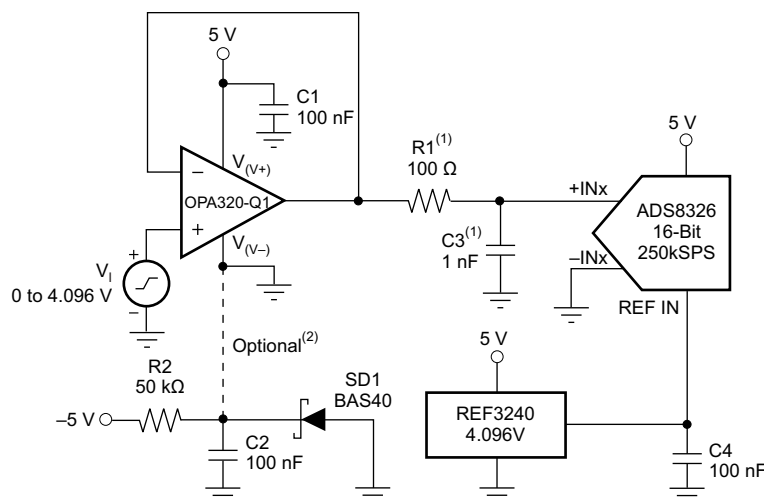 5 V
C1
100 nF
V(V+)
−
OPA320-Q1
+
V(V–)
+
VI
0 to 4.096 V
−
R1(1)
100 Ω
C3(1)
1 nF
5 V
+INx
ADS8326
16-Bit
250kSPS
–INx
REF IN
Optional(2)
R2
50 kΩ
–5 V
C2
100 nF
SD1
BAS40
5 V
REF3240
4.096V
C4
100 nF